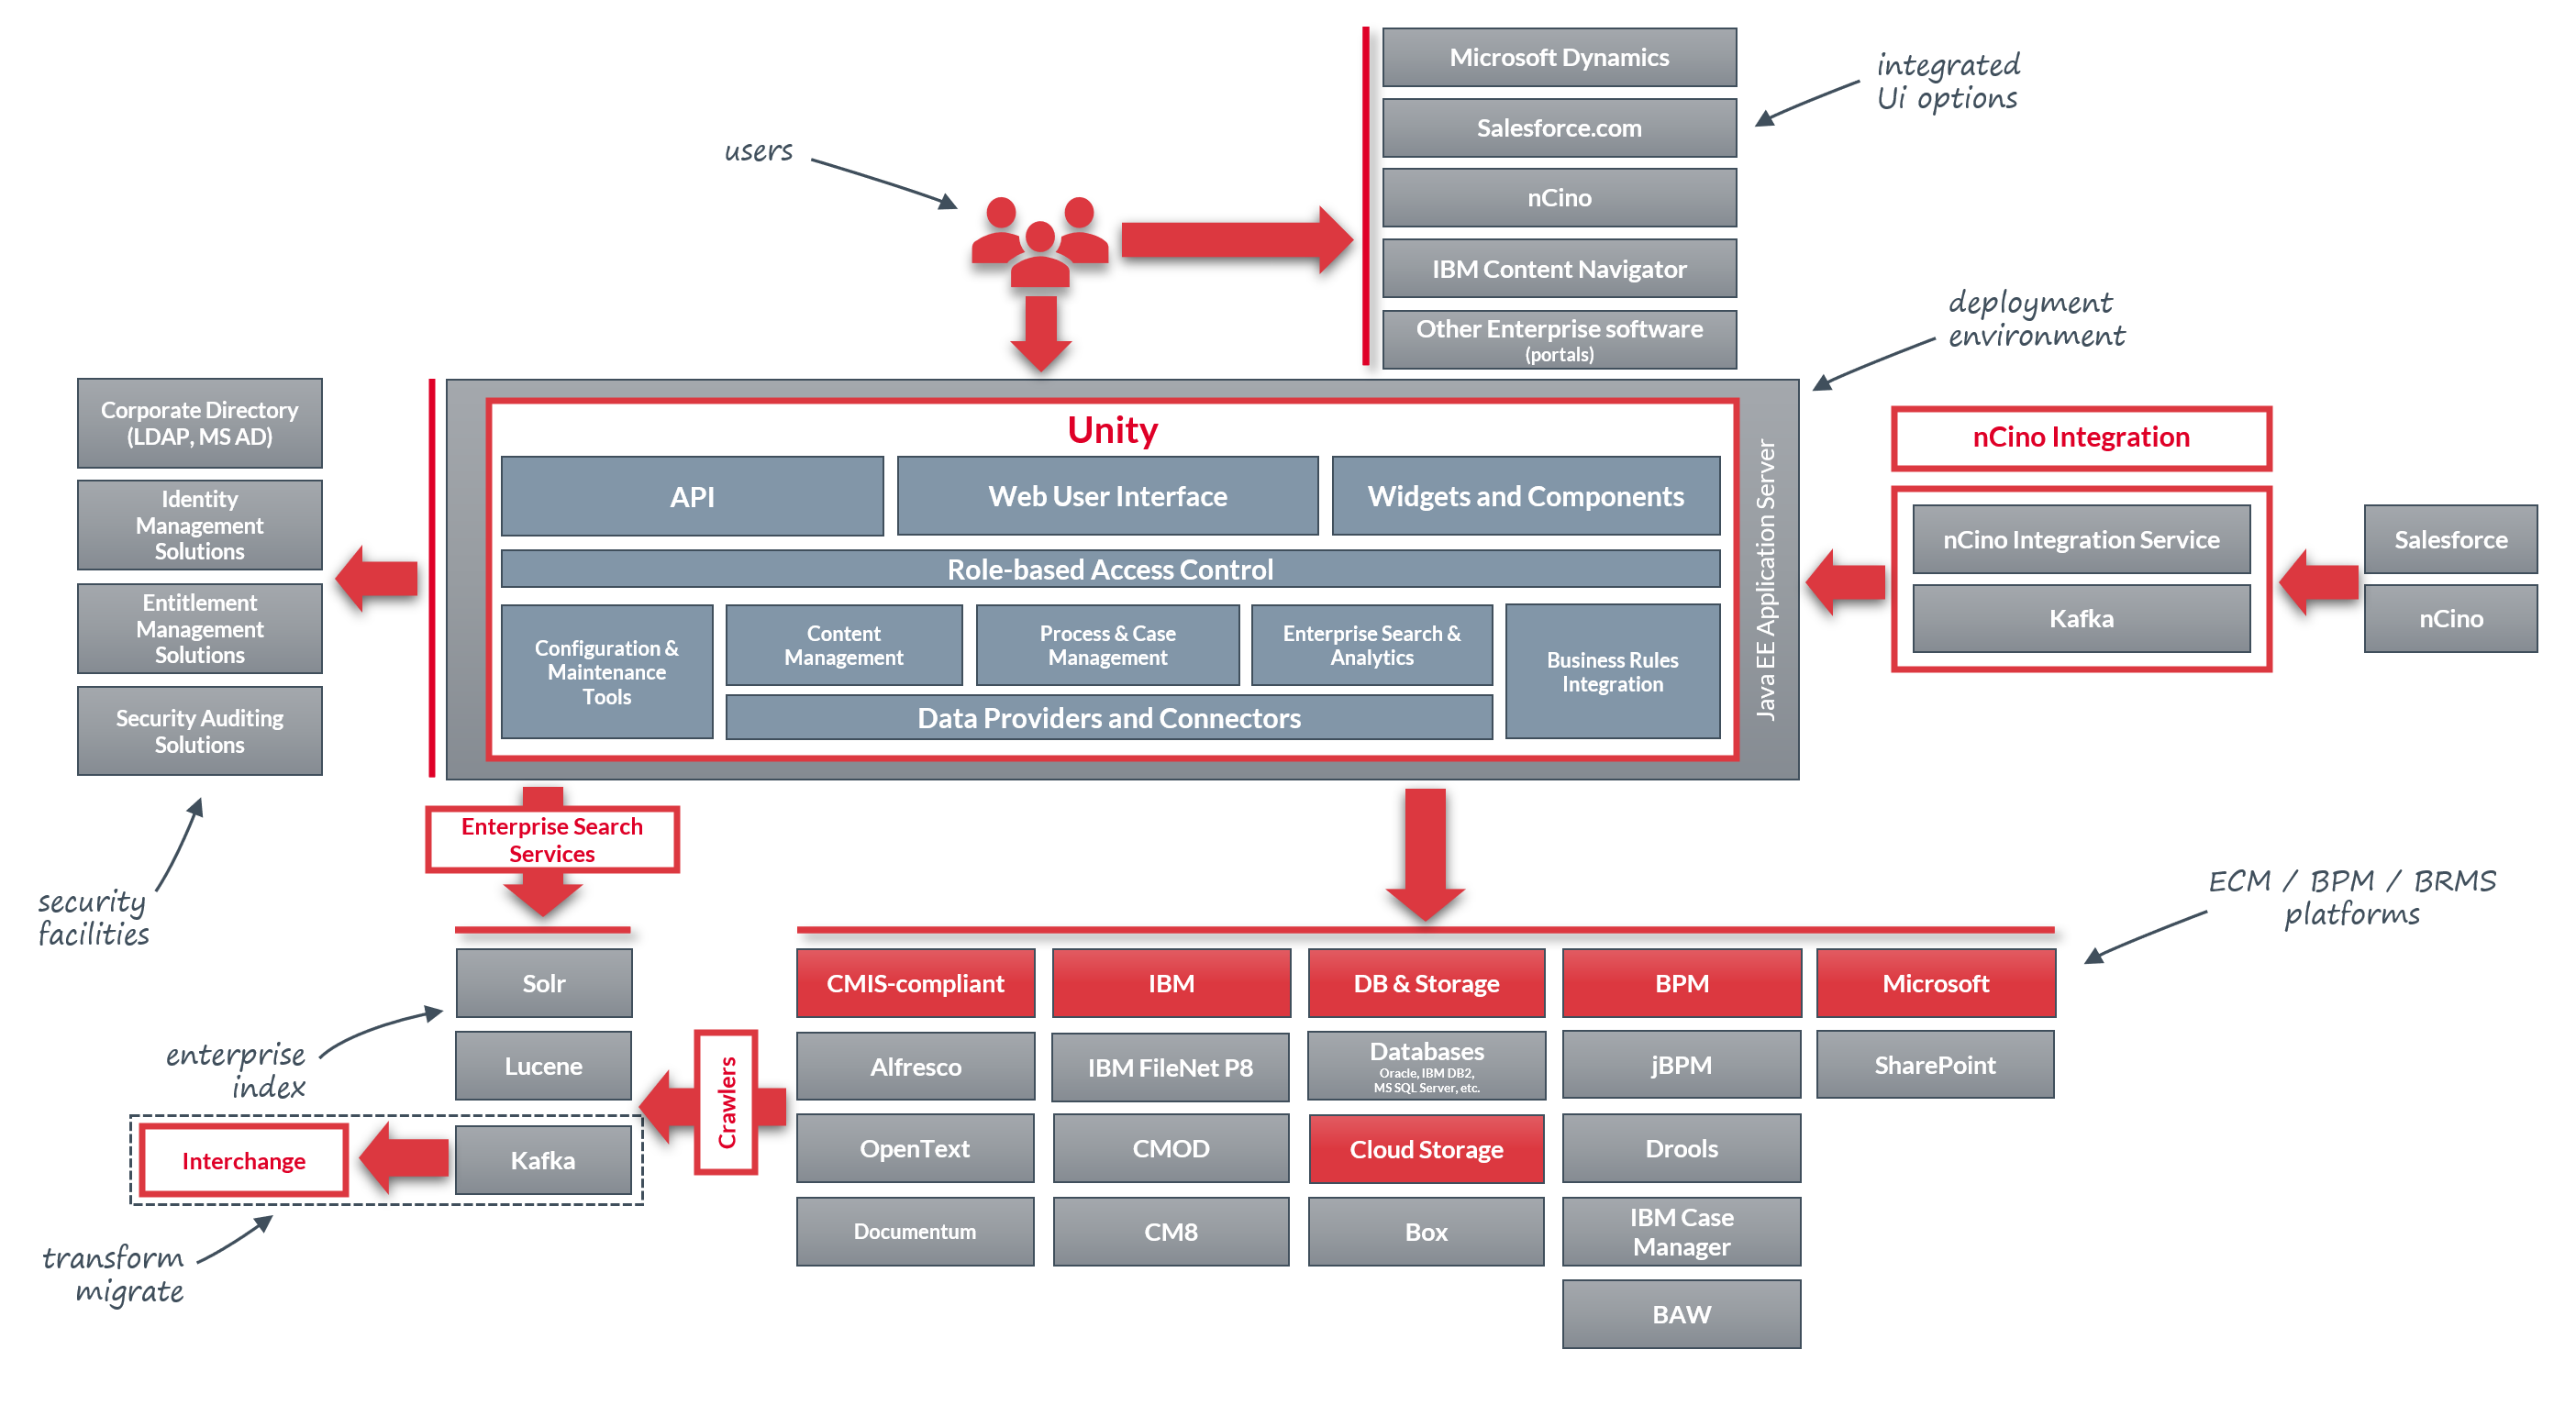 Microsoft Dynamics
Salesforce.com
nCino
IBM Content Navigator
Other Enterprise software
(portals)
integrated
Ui options
users
deployment
environment
Corporate Directory
(LDAP, MS AD)
Identity
Management
Solutions
Entitlement
Management
Solutions
Security Auditing
Solutions
security
facilities
Unity
API
Web User Interface
Widgets and Components
Role-based Access Control
Configuration &
Maintenance
Tools
Content
Management
Process & Case
Management
Enterprise Search &
Analytics
Business Rules
Integration
Data Providers and Connectors
Java EE Application Server
nCino Integration
nCino Integration Service
Kafka
Salesforce
nCino
Enterprise Search
Services
ECM / BPM / BRMS
platforms
Solr
Lucene
Kafka
Interchange
enterprise
index
transform
migrate
Crawlers
CMIS-compliant
Alfresco
OpenText
Documentum
IBM
IBM FileNet P8
CMOD
CM8
DB & Storage
Databases
Oracle, IBM DB2,
MS SQL Server, etc.
Cloud Storage
Box
BPM
jBPM
Drools
IBM Case
Manager
BAW
Microsoft
SharePoint